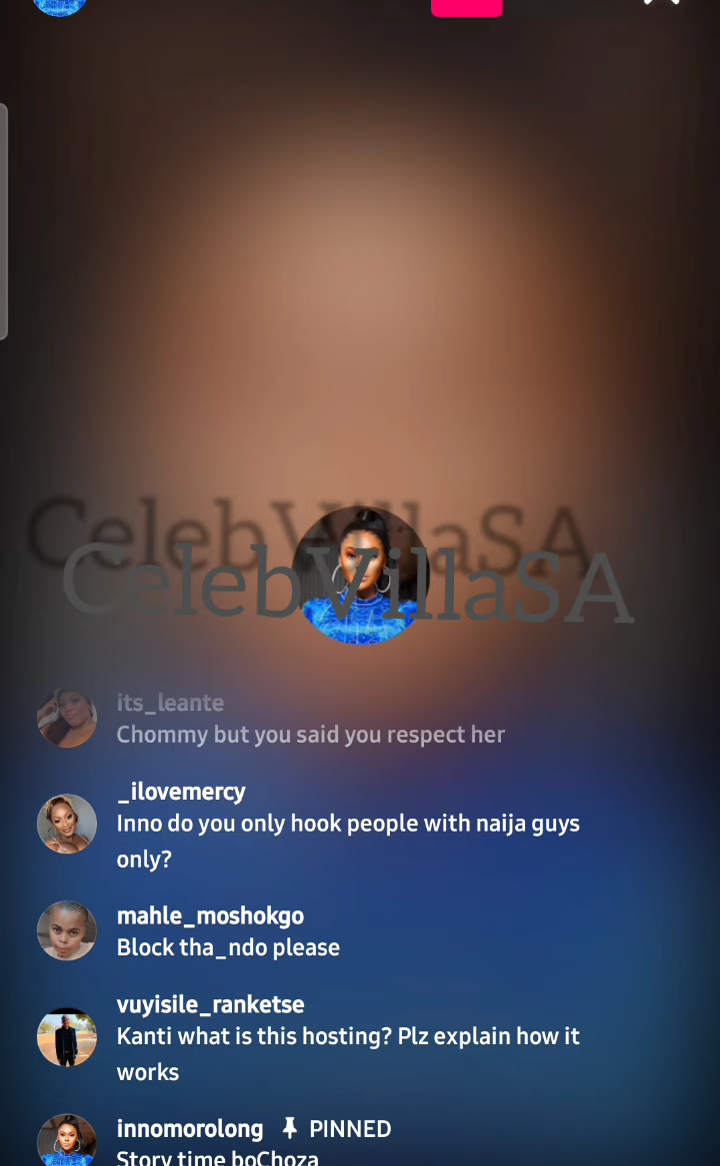 CelebVillaSA
CelebVillaSA
its_leante
Chommy but you said you respect her
_ilovemercy
Inno do you only hook people with naija guys
only?
mahle_moshokgo
Block tha_ndo please
vuyisile_ranketse
Kanti what is this hosting? Plz explain how it
works
innomorolong PINNED
Story time boChoza